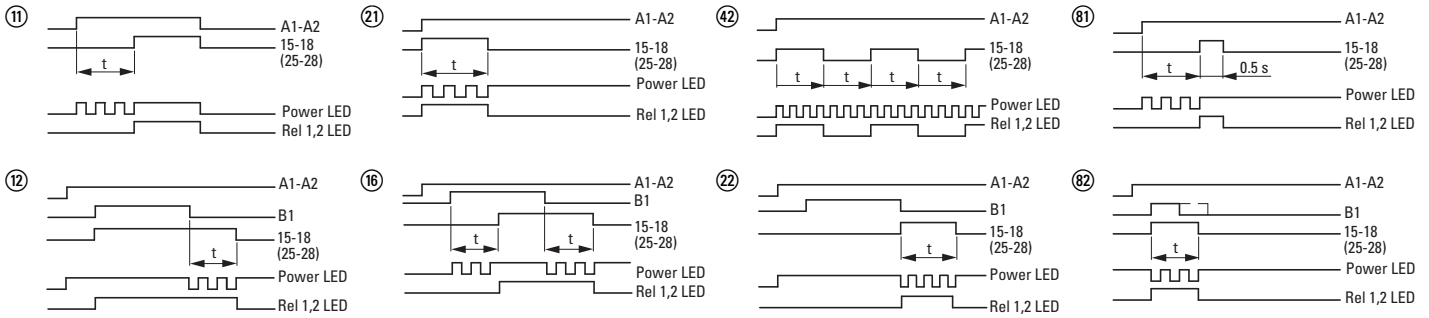 11
A1-A2
15-18
(25-28)
t
Power LED
Rel 1,2 LED
21
A1-A2
15-18
(25-28)
t
Power LED
Rel 1,2 LED
42
A1-A2
15-18
(25-28)
t t t t
Power LED
Rel 1,2 LED
81
A1-A2
15-18
(25-28)
t 0.5 s
Power LED
Rel 1,2 LED
12
A1-A2
B1
15-18
(25-28)
t
Power LED
Rel 1,2 LED
16
A1-A2
B1
15-18
(25-28)
t t
Power LED
Rel 1,2 LED
22
A1-A2
B1
15-18
(25-28)
t
Power LED
Rel 1,2 LED
82
A1-A2
B1
15-18
(25-28)
t
Power LED
Rel 1,2 LED